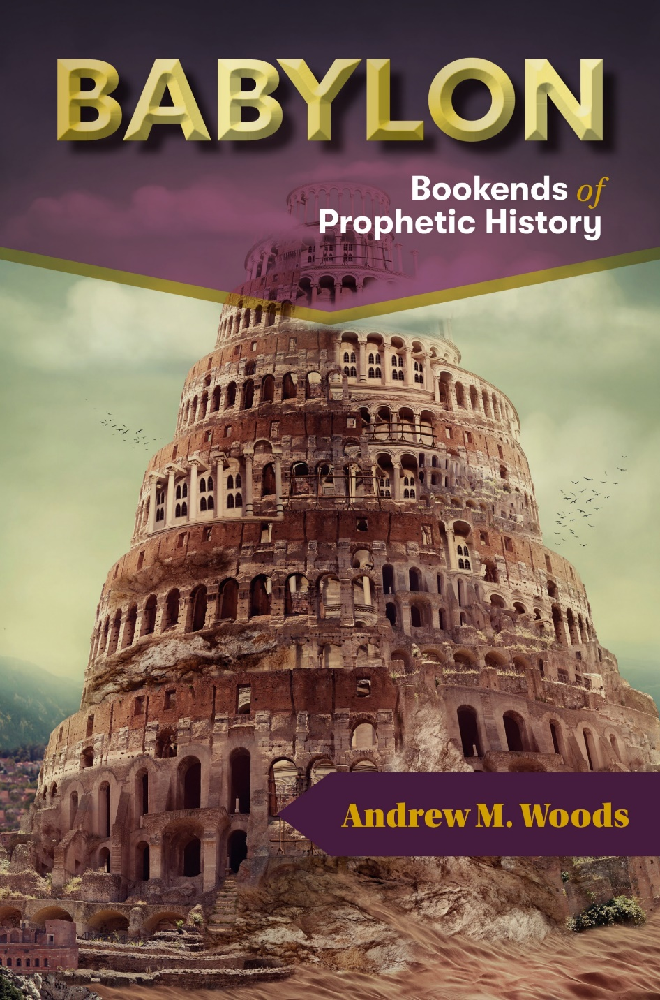 BABYLON
Bookends of
Prophetic History
Andrew M. Woods